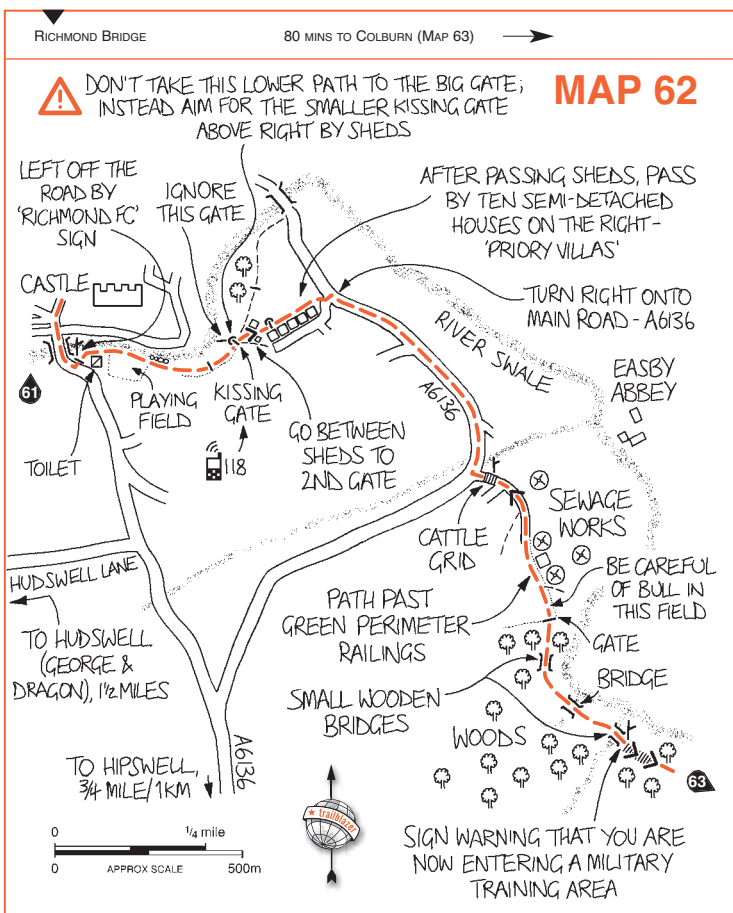 RICHMOND BRIDGE
80 MINS TO COLBURN (MAP 63)
MAP 62
DON'T TAKE THIS LOWER PATH TO THE BIG GATE;
INSTEAD AIM FOR THE SMALLER KISSING GATE
ABOVE RIGHT BY SHEDS
LEFT OFF THE
ROAD BY
'RICHMOND FC'
SIGN
IGNORE
THIS GATE
AFTER PASSING SHEDS, PASS
BY TEN SEMI-DETACHED
HOUSES ON THE RIGHT-
'PRIORY VILLAS'
CASTLE
TURN RIGHT ONTO
MAIN ROAD - A6136
RIVER SWALE
EASBY
ABBEY
61
PLAYING
FIELD
KISSING
GATE
A6136
TOILET
118
GO BETWEEN
SHEDS TO
2ND GATE
CATTLE
GRID
SEWAGE
WORKS
HUDSWELL LANE
BE CAREFUL
OF BULL IN
THIS FIELD
PATH PAST
GREEN PERIMETER
RAILINGS
TO HUDSWELL
(GEORGE &
DRAGON), 1½ MILES
GATE
BRIDGE
SMALL WOODEN
BRIDGES
WOODS
A6136
TO HIPSWELL,
¾ MILE/1KM
63
trailblazer
0
¼ mile
0
APPROX SCALE
500m
SIGN WARNING THAT YOU ARE
NOW ENTERING A MILITARY
TRAINING AREA